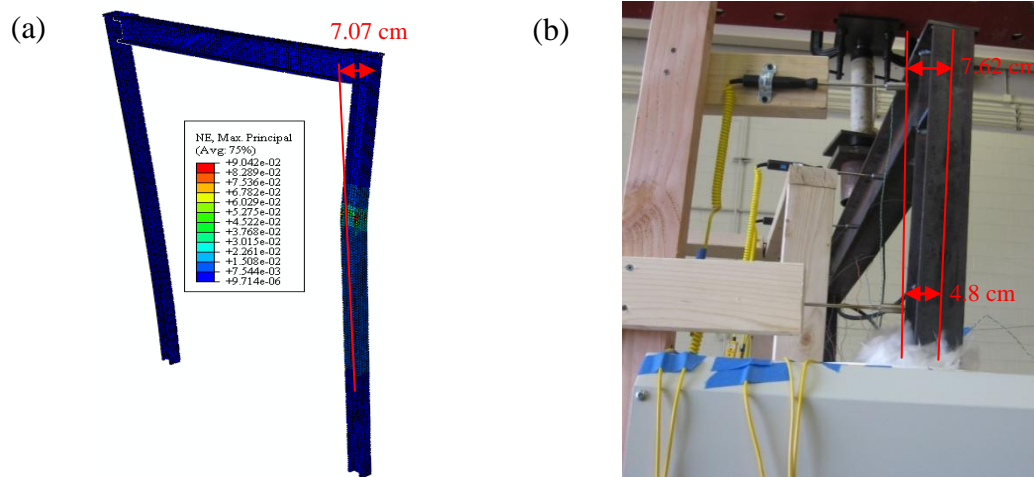 (a)
7.07 cm
NE, Max. Principal
(Avg: 75%)
+9.042e-02
+8.289e-02
+7.536e-02
+6.782e-02
+6.029e-02
+5.275e-02
+4.522e-02
+3.768e-02
+3.015e-02
+2.261e-02
+1.508e-02
+7.544e-03
+9.714e-06
(b)
7.62 cm
4.8 cm